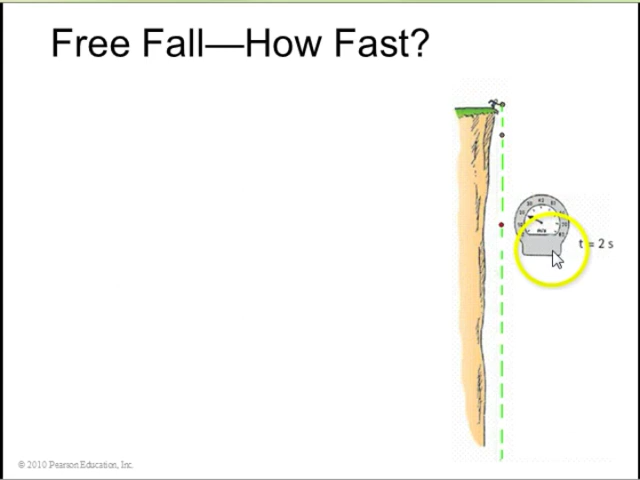 Free Fall—How Fast?
t = 2 s
m/s
© 2010 Pearson Education, Inc.